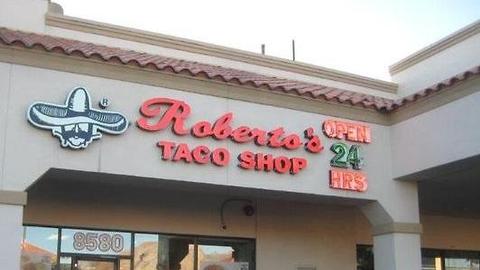 ®
Roberto's
TACO SHOP
OPEN
24
HRS
8580